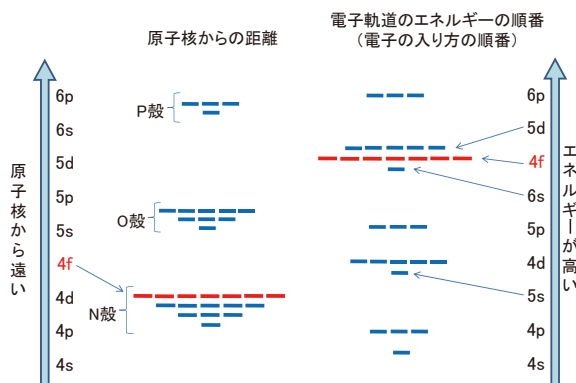 原子核からの距離
電子軌道のエネルギーの順番
(電子の入り方の順番)
原子核から遠い
6p
6s
5d
5p
5s
4f
4d
4p
4s
P殻
O殻
N殻
6p
5d
4f
6s
5p
4d
5s
4p
4s
エネルギーが高い